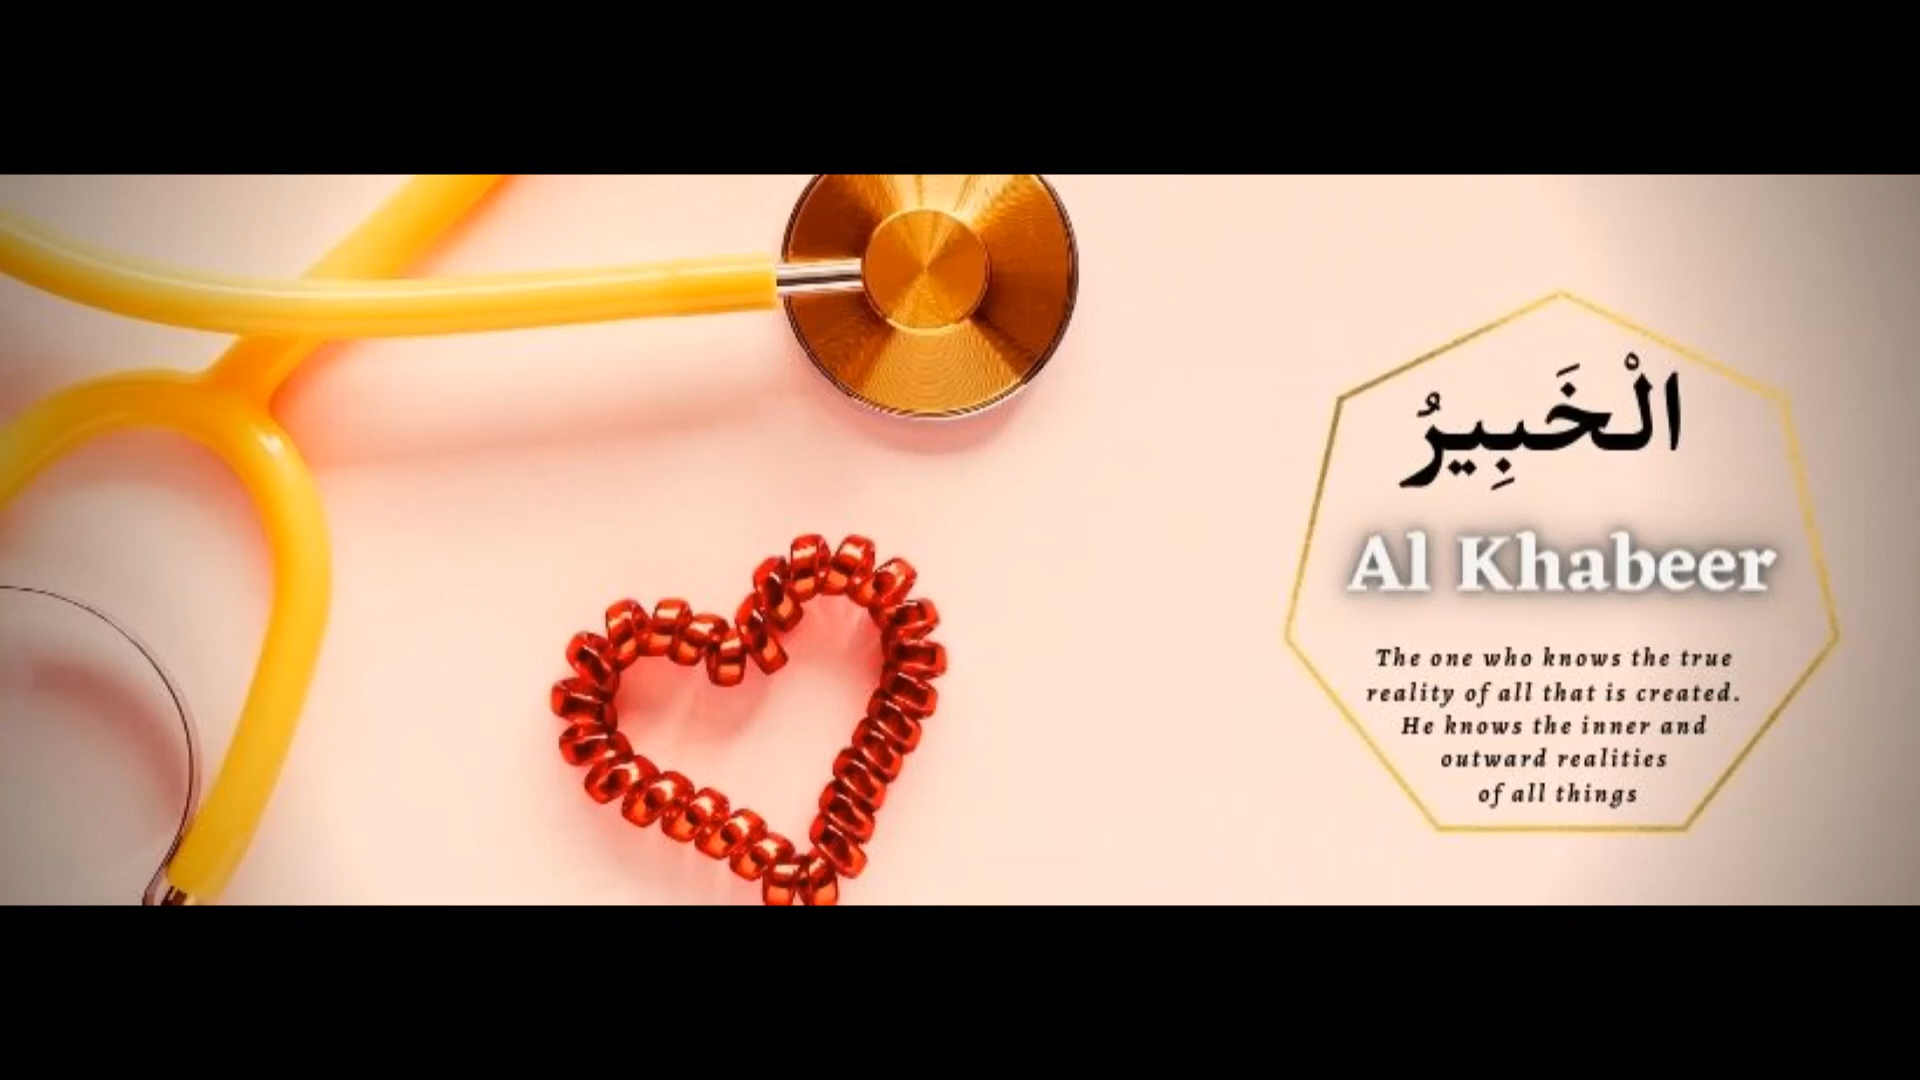 الْخَبِيرُ
Al Khabeer
The one who knows the true
reality of all that is created.
He knows the inner and
outward realities
of all things